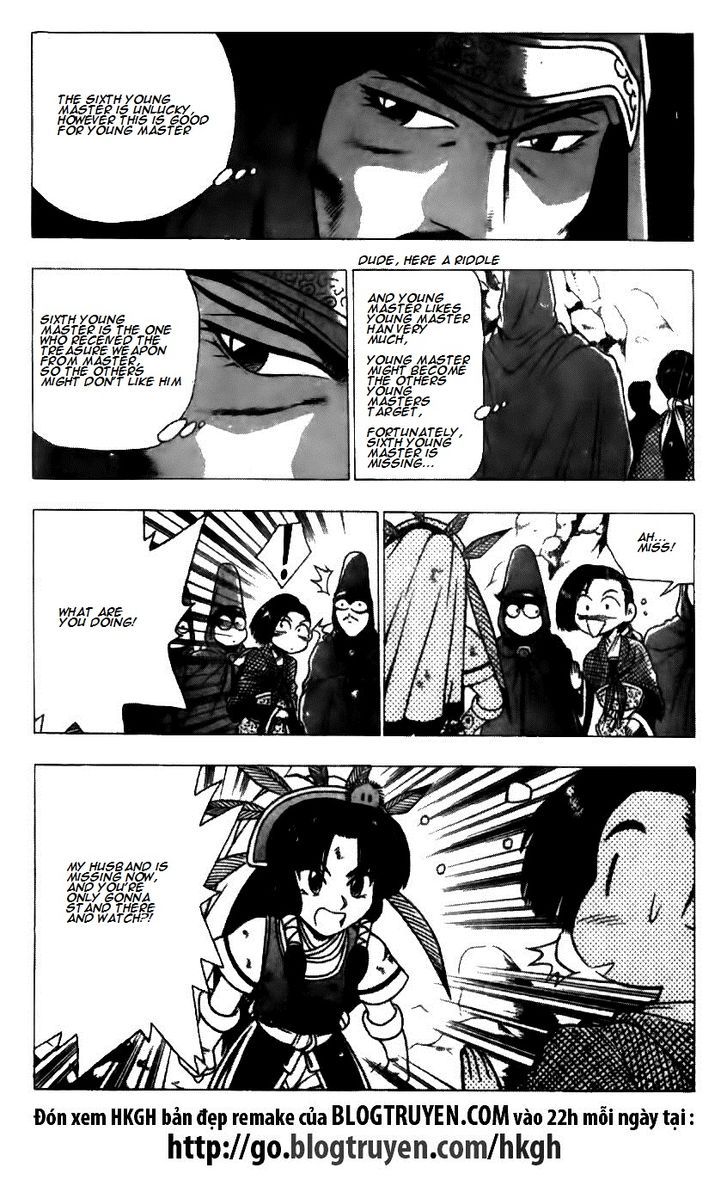 THE SIXTH YOUNG
MASTER IS UNLUCKY,
HOWEVER THIS IS GOOD
FOR YOUNG MASTER
DUDE, HERE A RIDDLE
SIXTH YOUNG
MASTER IS THE ONE
WHO RECEIVED THE
TREASURE WEAPON
FROM MASTER,
SO THE OTHERS
MIGHT DON'T LIKE HIM
AND YOUNG
MASTER LIKES
YOUNG MASTER
HAN VERY
MUCH,
YOUNG MASTER
MIGHT BECOME
THE OTHERS
YOUNG
MASTERS
TARGET,
FORTUNATELY,
SIXTH YOUNG
MASTER IS
MISSING...
WHAT ARE
YOU DOING!
!
AH...
MISS!
MY HUSBAND IS
MISSING NOW,
AND YOU'RE
ONLY GONNA
STAND THERE
AND WATCH?!
Đón xem HKGH bản đẹp remake của BLOGTRUYEN.COM vào 22h mỗi ngày tại :
http://go.blogtruyen.com/hkgh